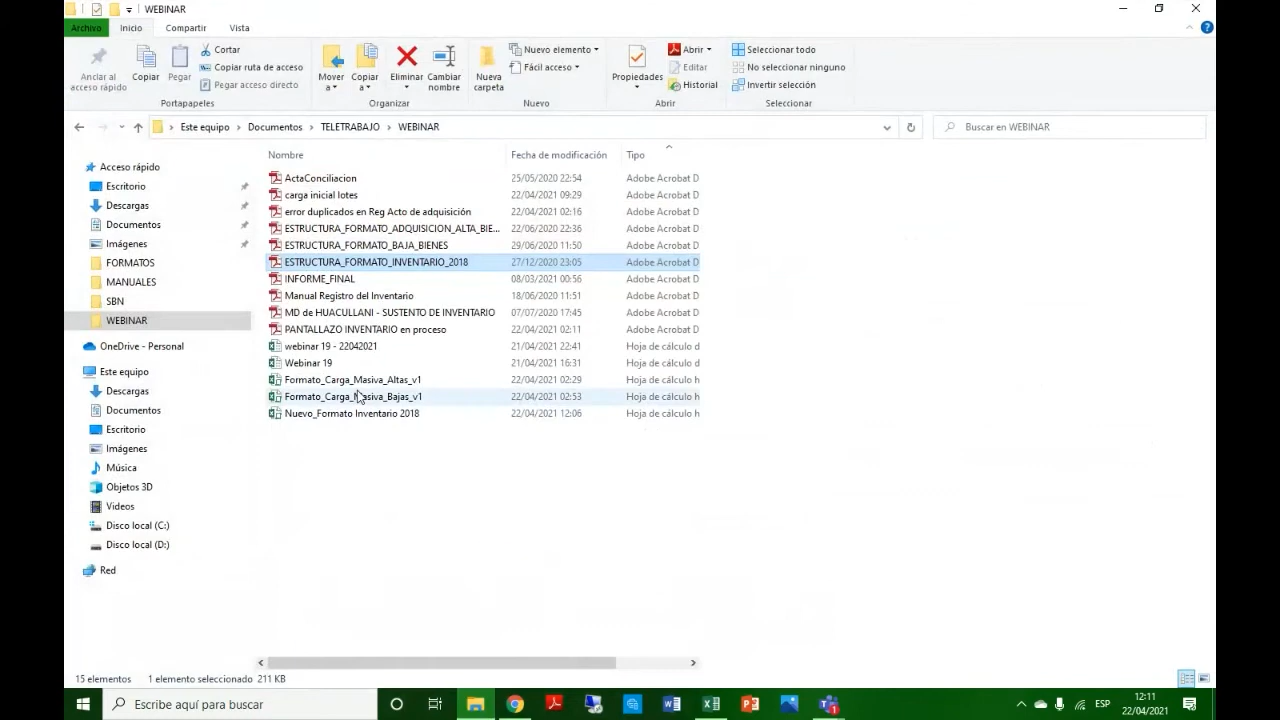 WEBINAR
Archivo Inicio Compartir Vista
Anclar al acceso rápido
Copiar
Pegar
Cortar
Copiar ruta de acceso
Pegar acceso directo
Portapapeles
Mover a
Copiar a
Eliminar
Cambiar nombre
Organizar
Nueva carpeta
Nuevo elemento
Fácil acceso
Nuevo
Propiedades
Abrir
Editar
Historial
Abrir
Seleccionar todo
No seleccionar ninguno
Invertir selección
Seleccionar
Este equipo > Documentos > TELETRABAJO > WEBINAR
Buscar en WEBINAR
Acceso rápido
Escritorio
Descargas
Documentos
Imágenes
FORMATOS
MANUALES
SBN
WEBINAR
OneDrive - Personal
Este equipo
Descargas
Documentos
Escritorio
Imágenes
Música
Objetos 3D
Videos
Disco local (C:)
Disco local (D:)
Red
Nombre Fecha de modificación Tipo
ActaConciliacion 25/05/2020 22:54 Adobe Acrobat D
carga inicial lotes 22/04/2021 09:29 Adobe Acrobat D
error duplicados en Reg Acto de adquisición 22/04/2021 02:16 Adobe Acrobat D
ESTRUCTURA_FORMATO_ADQUISICION_ALTA_BIE... 22/06/2020 22:36 Adobe Acrobat D
ESTRUCTURA_FORMATO_BAJA_BIENES 29/06/2020 11:50 Adobe Acrobat D
ESTRUCTURA_FORMATO_INVENTARIO_2018 27/12/2020 23:05 Adobe Acrobat D
INFORME_FINAL 08/03/2021 00:56 Adobe Acrobat D
Manual Registro del Inventario 18/06/2020 11:51 Adobe Acrobat D
MD de HUACULLANI - SUSTENTO DE INVENTARIO 07/07/2020 17:45 Adobe Acrobat D
PANTALLAZO INVENTARIO en proceso 22/04/2021 02:11 Adobe Acrobat D
webinar 19 - 22042021 21/04/2021 22:41 Hoja de cálculo d
Webinar 19 21/04/2021 16:31 Hoja de cálculo d
Formato_Carga_Masiva_Altas_v1 22/04/2021 02:29 Hoja de cálculo h
Formato_Carga_Masiva_Bajas_v1 22/04/2021 02:53 Hoja de cálculo h
Nuevo_Formato Inventario 2018 22/04/2021 12:06 Hoja de cálculo h
15 elementos 1 elemento seleccionado 211 KB
Escribe aquí para buscar
ESP
12:11
22/04/2021